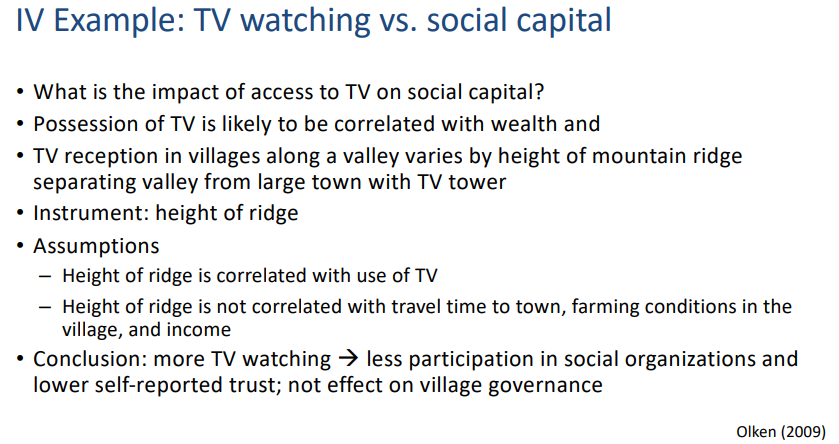 IV Example: TV watching vs. social capital
• What is the impact of access to TV on social capital?
• Possession of TV is likely to be correlated with wealth and
• TV reception in villages along a valley varies by height of mountain ridge
separating valley from large town with TV tower
• Instrument: height of ridge
• Assumptions
– Height of ridge is correlated with use of TV
– Height of ridge is not correlated with travel time to town, farming conditions in the
village, and income
• Conclusion: more TV watching → less participation in social organizations and
lower self-reported trust; not effect on village governance
Olken (2009)